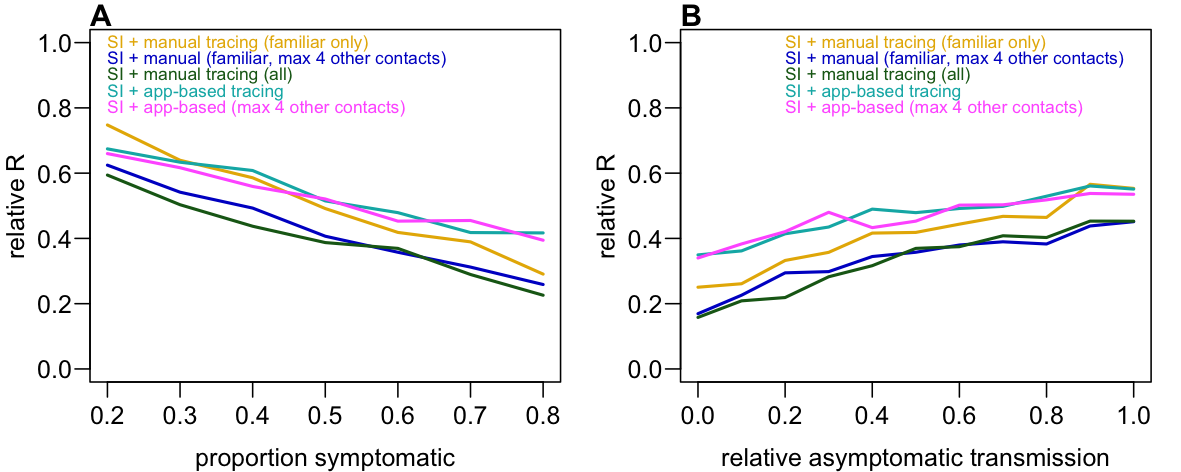 A
SI + manual tracing (familiar only)
SI + manual (familiar, max 4 other contacts)
SI + manual tracing (all)
SI + app-based tracing
SI + app-based (max 4 other contacts)
relative R
1.0
0.8
0.6
0.4
0.2
0.0
0.2 0.3 0.4 0.5 0.6 0.7 0.8
proportion symptomatic
B
SI + manual tracing (familiar only)
SI + manual (familiar, max 4 other contacts)
SI + manual tracing (all)
SI + app-based tracing
SI + app-based (max 4 other contacts)
relative R
1.0
0.8
0.6
0.4
0.2
0.0
0.0 0.2 0.4 0.6 0.8 1.0
relative asymptomatic transmission